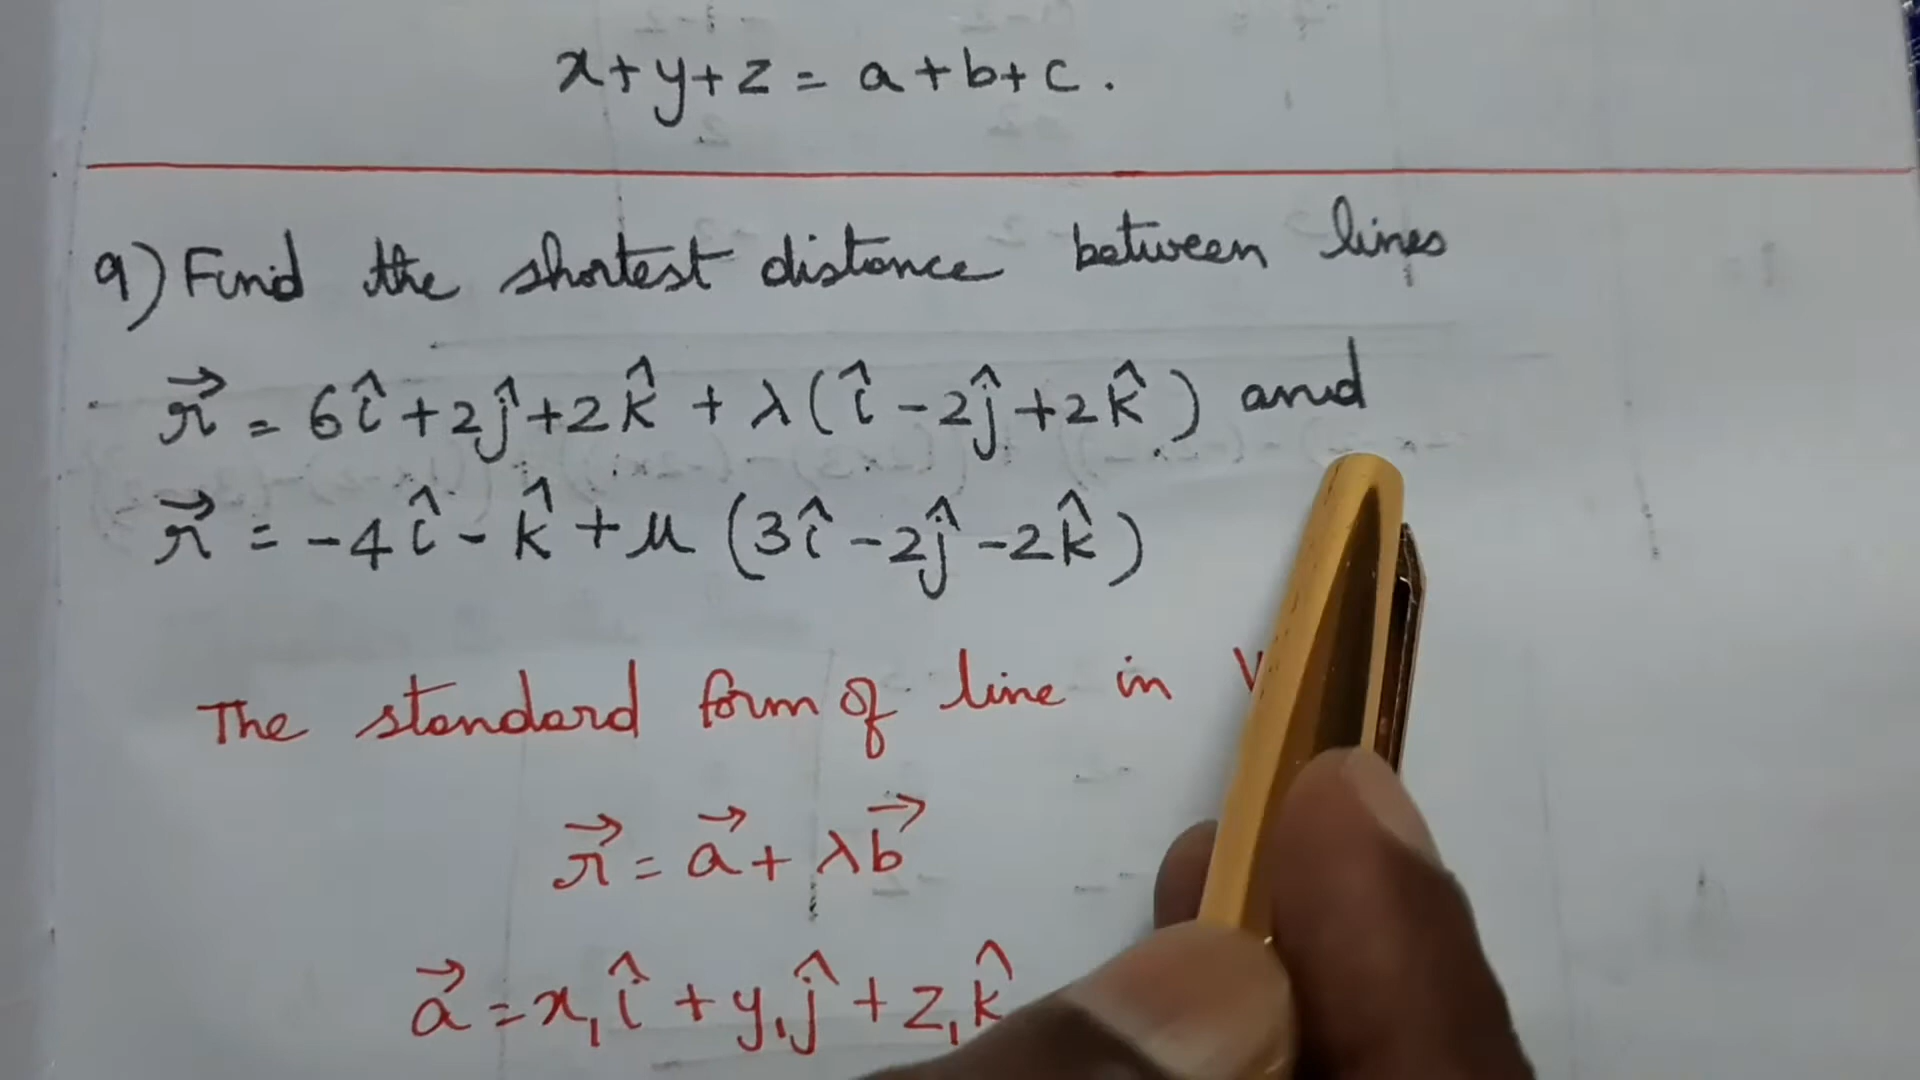 x+y+z = a+b+c.
9) Find the shortest distance between lines
r⃗ = 6î+2ĵ+2k̂ + λ(î-2ĵ+2k̂) and
r⃗ = -4î-k̂+μ(3î-2ĵ-2k̂)
The standard form of line in
r⃗ = a⃗ + λb⃗
a⃗ = x₁î + y₁ĵ + z₁k̂